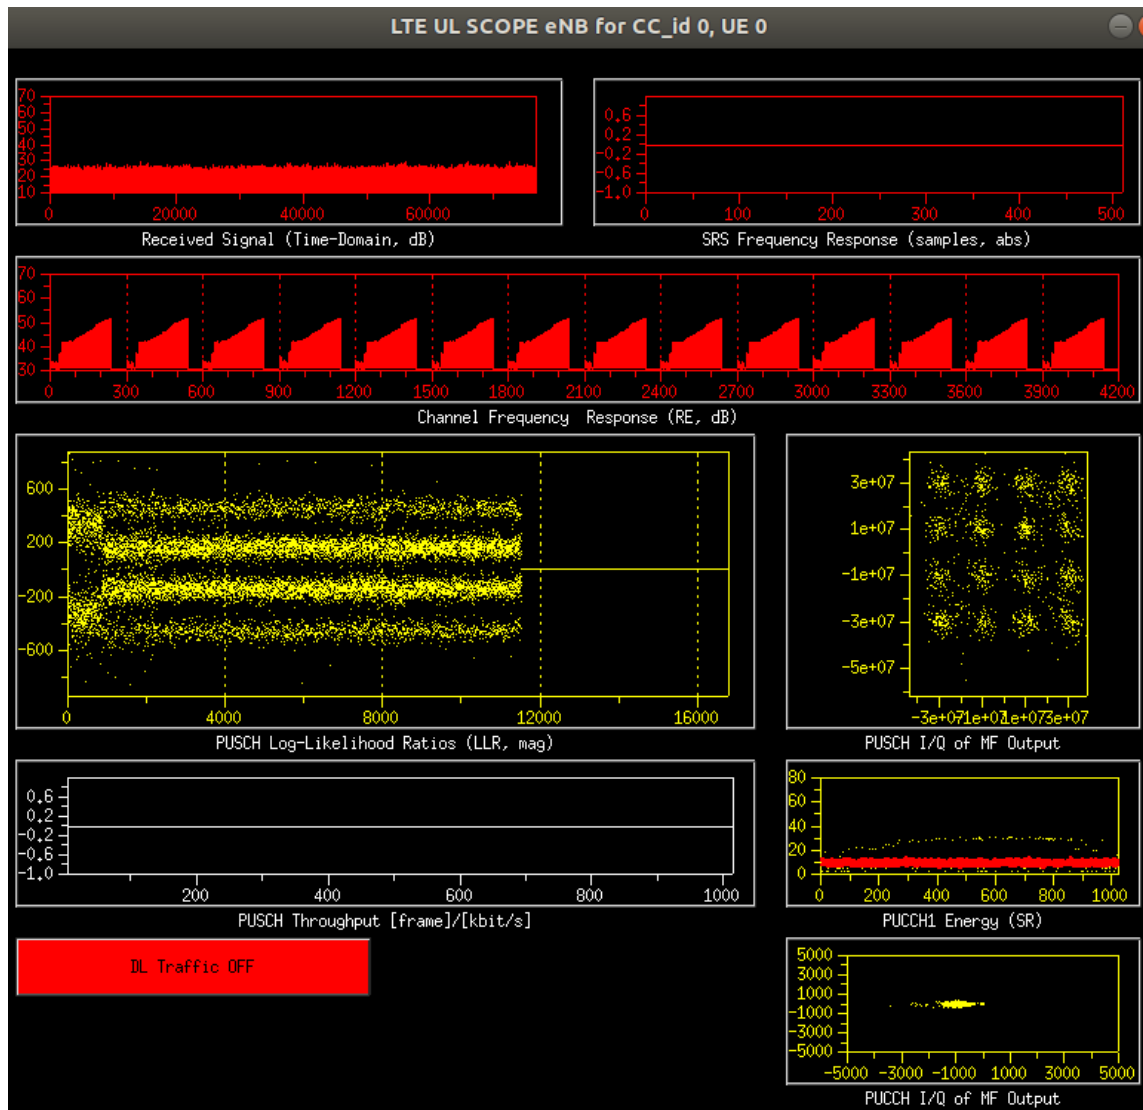 LTE UL SCOPE eNB for CC_id 0, UE 0
70
60
50
40
30
20
10
0 20000 40000 60000
Received Signal (Time-Domain, dB)
0.6
0.2
-0.2
-0.6
-1.0
0 100 200 300 400 500
SRS Frequency Response (samples, abs)
70
60
50
40
30
0 300 600 900 1200 1500 1800 2100 2400 2700 3000 3300 3600 3900 4200
Channel Frequency Response (RE, dB)
600
200
-200
-600
0 4000 8000 12000 16000
PUSCH Log-Likelihood Ratios (LLR, mag)
3e+07
1e+07
-1e+07
-3e+07
-5e+07
-3e+07 1e+07 1e+07 3e+07
PUSCH I/Q of MF Output
0.6
0.2
-0.2
-0.6
-1.0
200 400 600 800 1000
PUSCH Throughput [frame]/[kbit/s]
80
60
40
20
0
0 200 400 600 800 1000
PUCCH1 Energy (SR)
DL Traffic OFF
5000
3000
1000
-1000
-3000
-5000
-5000 -3000 -1000 1000 3000 5000
PUCCH I/Q of MF Output